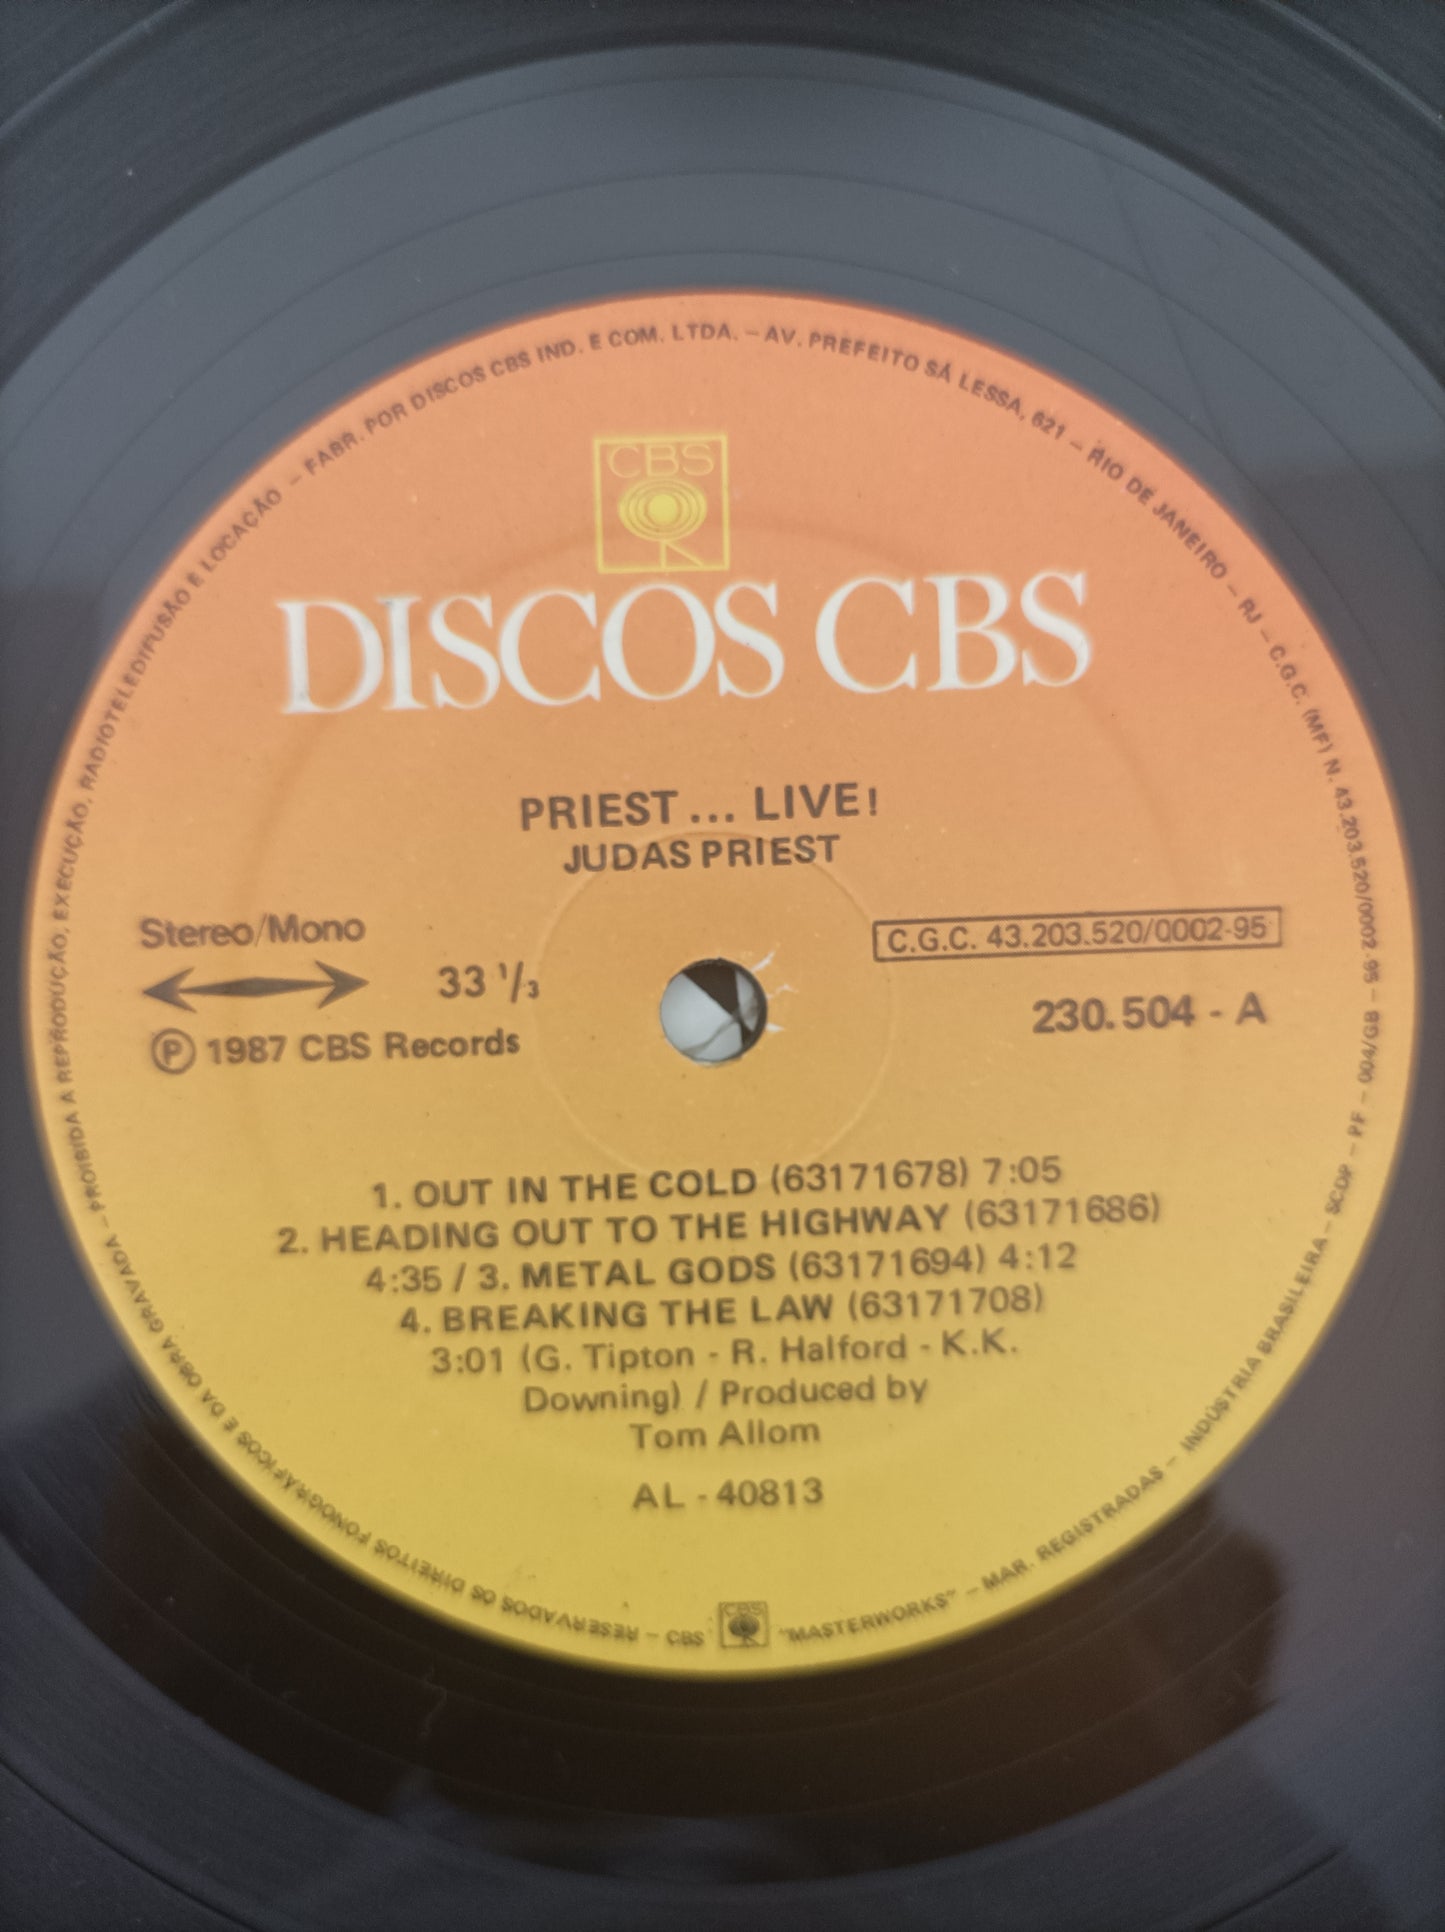 CBS
DISCOS CBS
PRIEST... LIVE!
JUDAS PRIEST
Stereo/Mono
33 1/3
Ⓟ 1987 CBS Records
C.G.C. 43.203.520/0002-95
230.504 - A
1. OUT IN THE COLD (63171678) 7:05
2. HEADING OUT TO THE HIGHWAY (63171686)
4:35 / 3. METAL GODS (63171694) 4:12
4. BREAKING THE LAW (63171708)
3:01 (G. Tipton - R. Halford - K.K.
Downing) / Produced by
Tom Allom
AL - 40813
FABR. POR DISCOS CBS IND. E COM. LTDA. – AV. PREFEITO SÁ LESSA, 621 – RIO DE JANEIRO – RJ – C.G.C. (MF) N. 43.203.520/0002-95 – 004/GB – PF – SCDP – INDÚSTRIA BRASILEIRA – MAR. REGISTRADAS – "MASTERWORKS" CBS – CBS – RESERVADOS OS DIREITOS FONOGRÁFICOS E DA OBRA GRAVADA – PROIBIDA A REPRODUÇÃO, EXECUÇÃO, RADIOTELEDIFUSÃO E LOCAÇÃO –